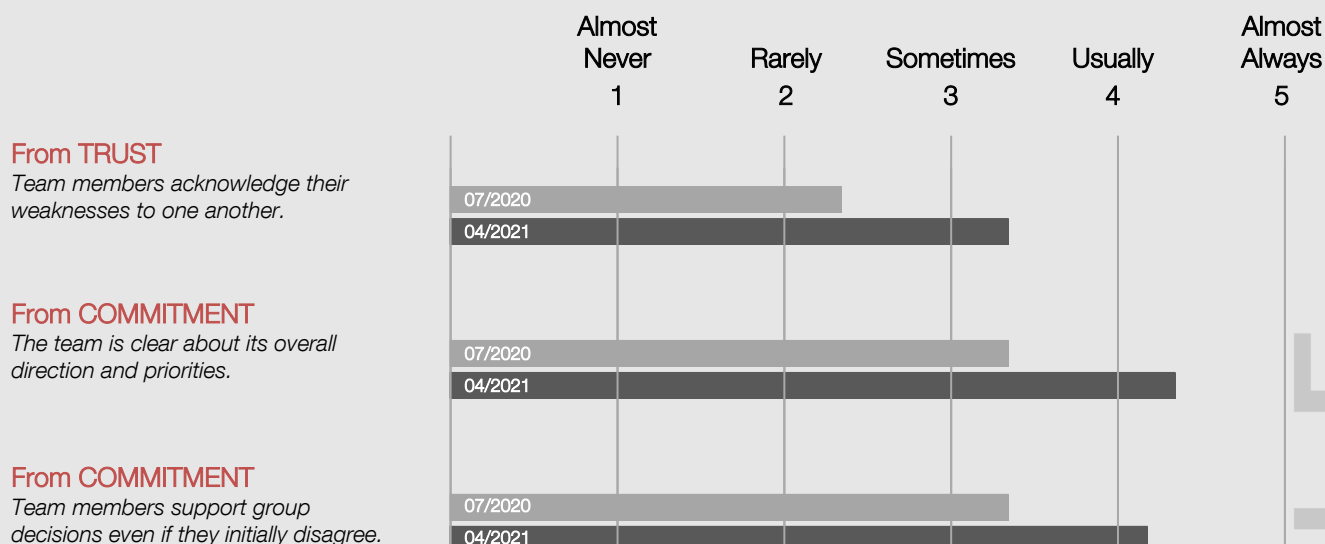 Almost Never
Rarely
Sometimes
Usually
Almost Always
1
2
3
4
5
From TRUST
Team members acknowledge their
weaknesses to one another.
07/2020
04/2021
From COMMITMENT
The team is clear about its overall
direction and priorities.
07/2020
04/2021
From COMMITMENT
Team members support group
decisions even if they initially disagree.
07/2020
04/2021